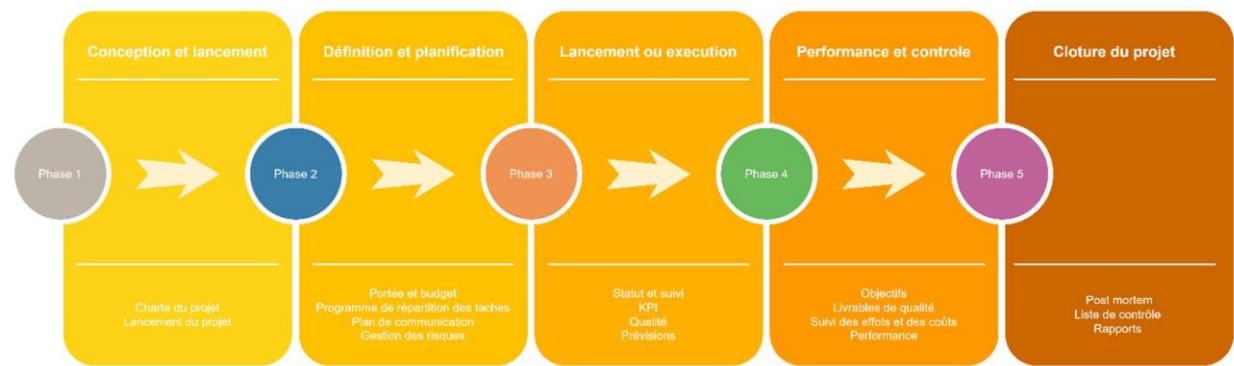 Conception et lancement
Définition et planification
Lancement ou execution
Performance et controle
Cloture du projet
Phase 1
Phase 2
Phase 3
Phase 4
Phase 5
Charte du projet
Lancement du projet
Portée et budget
Programme de répartition des taches
Plan de communication
Gestion des risques
Statut et suivi
KPI
Qualité
Prévisions
Objectifs
Livrables de qualité
Suivi des effots et des coûts
Performance
Post mortem
Liste de contrôle
Rapports